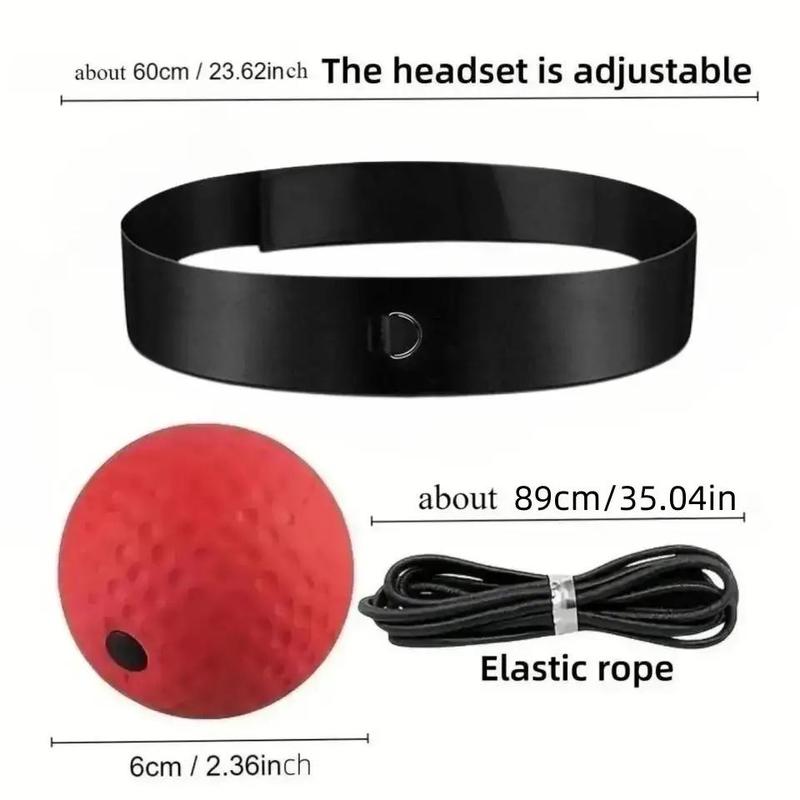 about 60cm / 23.62inch The headset is adjustable
about 89cm/35.04in
Elastic rope
6cm / 2.36inch